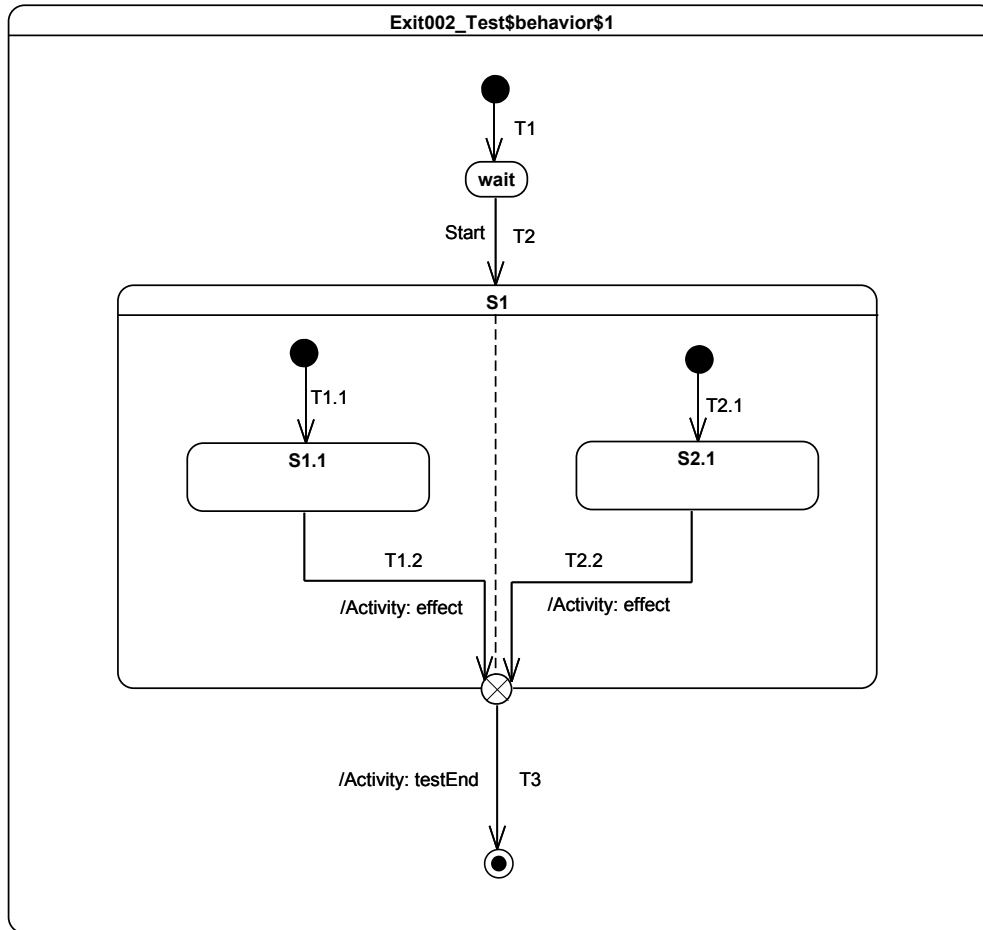 Exit002_Test$behavior$1
T1
wait
Start T2
S1
T1.1 T2.1
S1.1 S2.1
T1.2 T2.2
/Activity: effect /Activity: effect
/Activity: testEnd T3